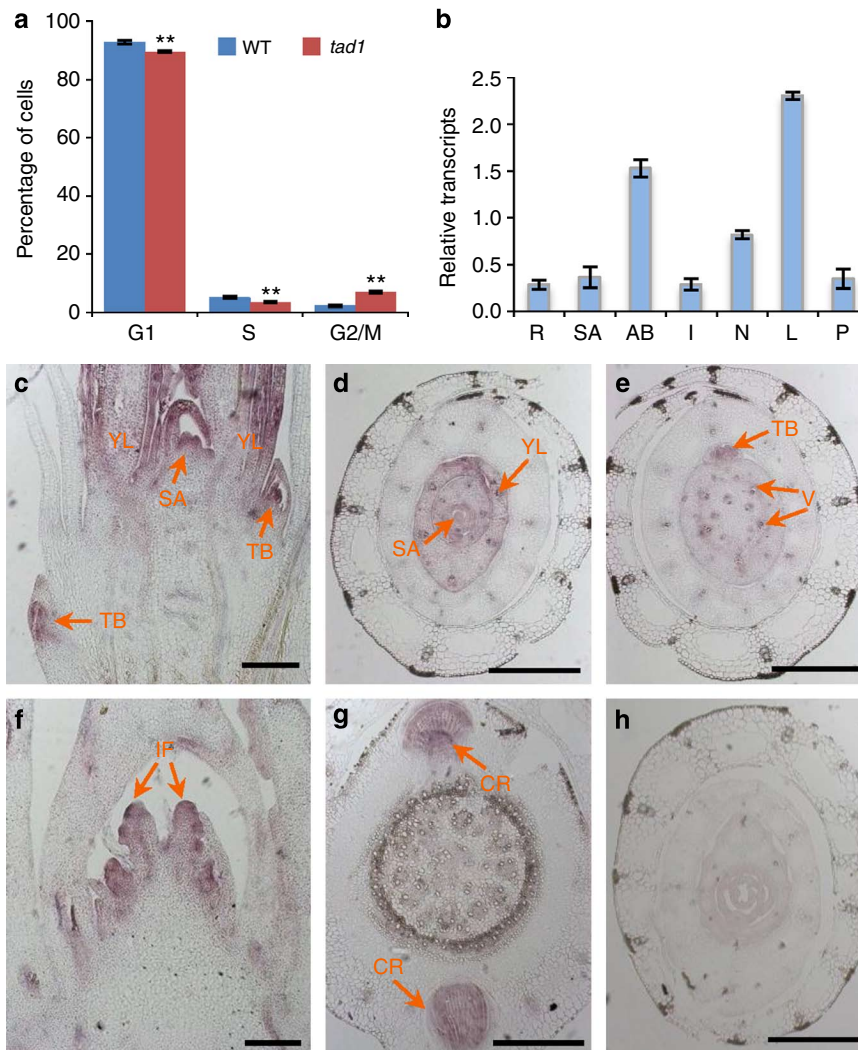 a
100
80
60
40
20
0
Percentage of cells
WT
tad1
**
**
**
G1 S G2/M
b
2.5
2.0
1.5
1.0
0.5
0.0
Relative transcripts
R SA AB I N L P
c
YL YL
SA
TB
TB
d
YL
SA
e
TB
V
f
IF
g
CR
CR
h